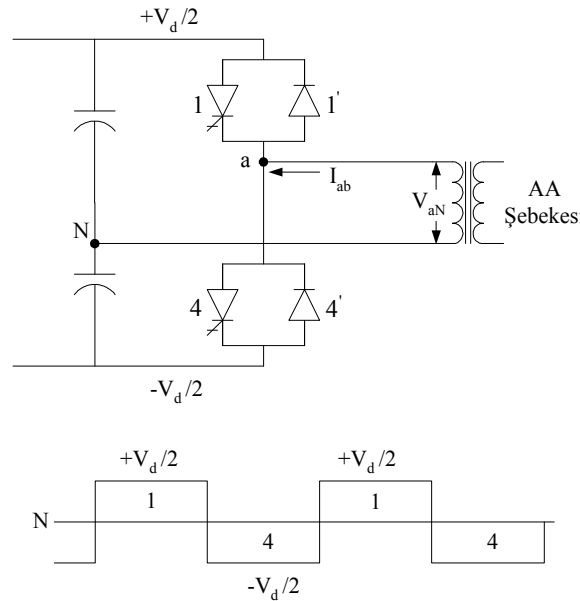 +V_d/2
1
1'
a
I_ab
V_aN
AA
Şebekesi
N
4
4'
-V_d/2
+V_d/2
+V_d/2
1
1
N
4
4
-V_d/2